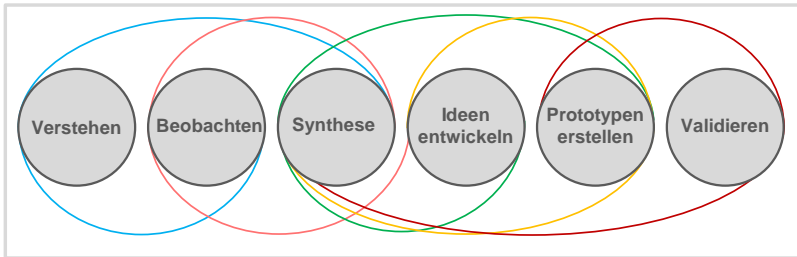 Verstehen
Beobachten
Synthese
Ideen
entwickeln
Prototypen
erstellen
Validieren